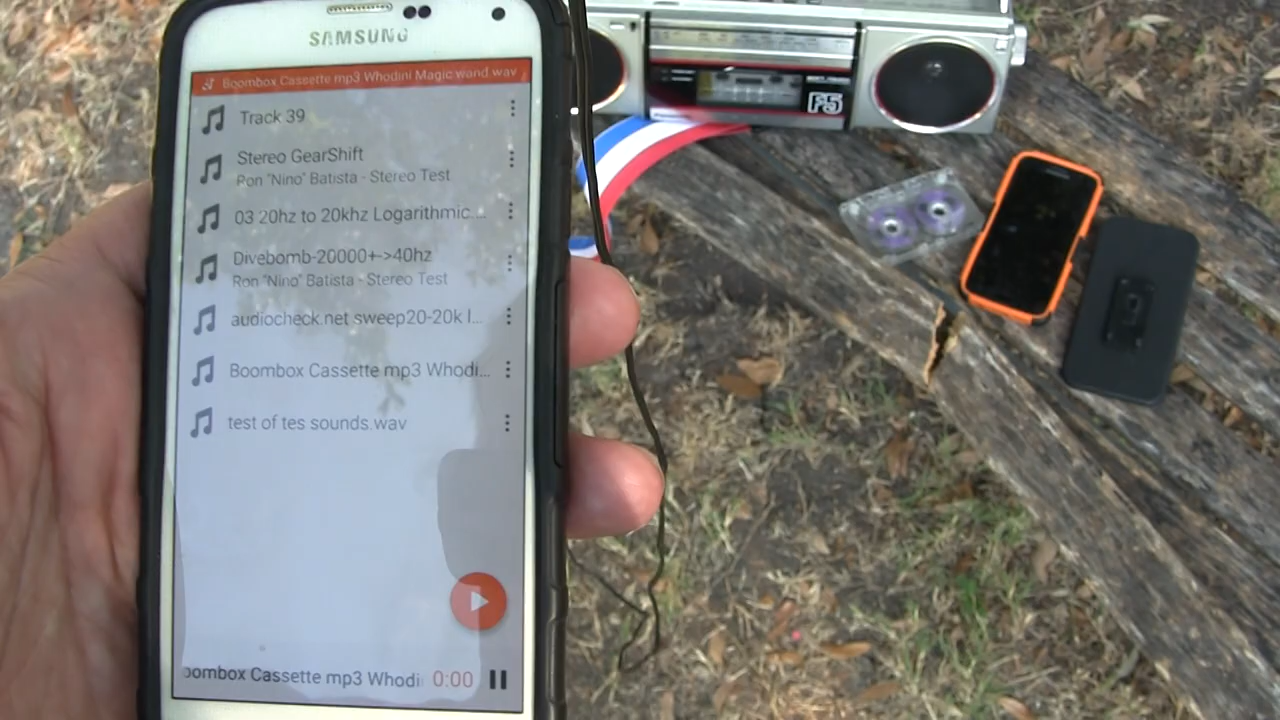 SAMSUNG
Boombox Cassette mp3 Whodini Magic wand.wav
Track 39
Stereo GearShift
Ron "Nino" Batista - Stereo Test
03 20hz to 20khz Logarithmic....
Divebomb-20000+->40hz
Ron "Nino" Batista - Stereo Test
audiocheck.net sweep20-20k l...
Boombox Cassette mp3 Whodi...
test of tes sounds.wav
oombox Cassette mp3 Whodi
0:00
F5